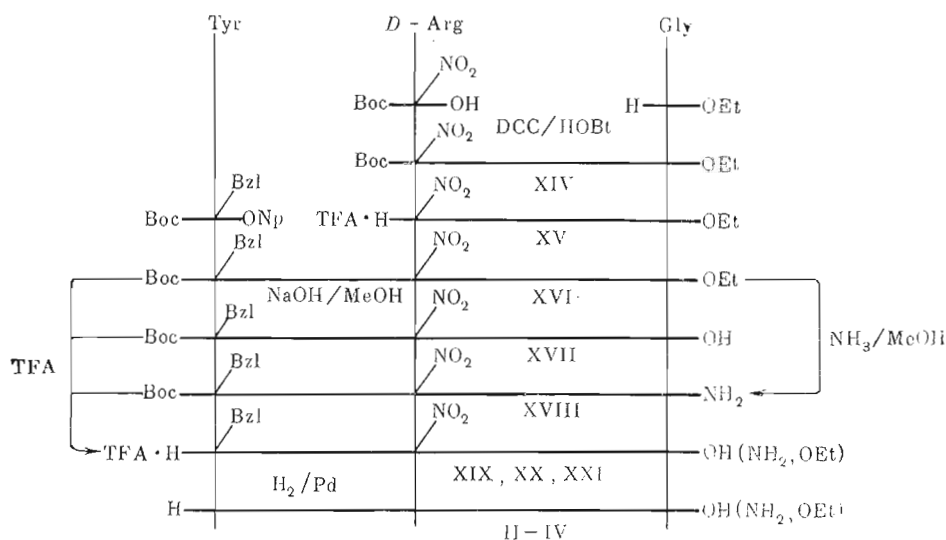 Tyr D - Arg Gly
NO₂
Boc OH H OEt
DCC/HOBt
NO₂
Boc OEt
Bzl NO₂ XIV
Boc ONp TFA·H OEt
Bzl NO₂ XV
Boc OEt
NaOH/MeOH XVI
Bzl NO₂
Boc OH NH₃/MeOH
TFA Bzl NO₂ XVII
Boc NH₂
Bzl NO₂ XVIII
TFA·H OH(NH₂, OEt)
H₂/Pd XIX, XX, XXI
H OH(NH₂, OEt)
II-IV